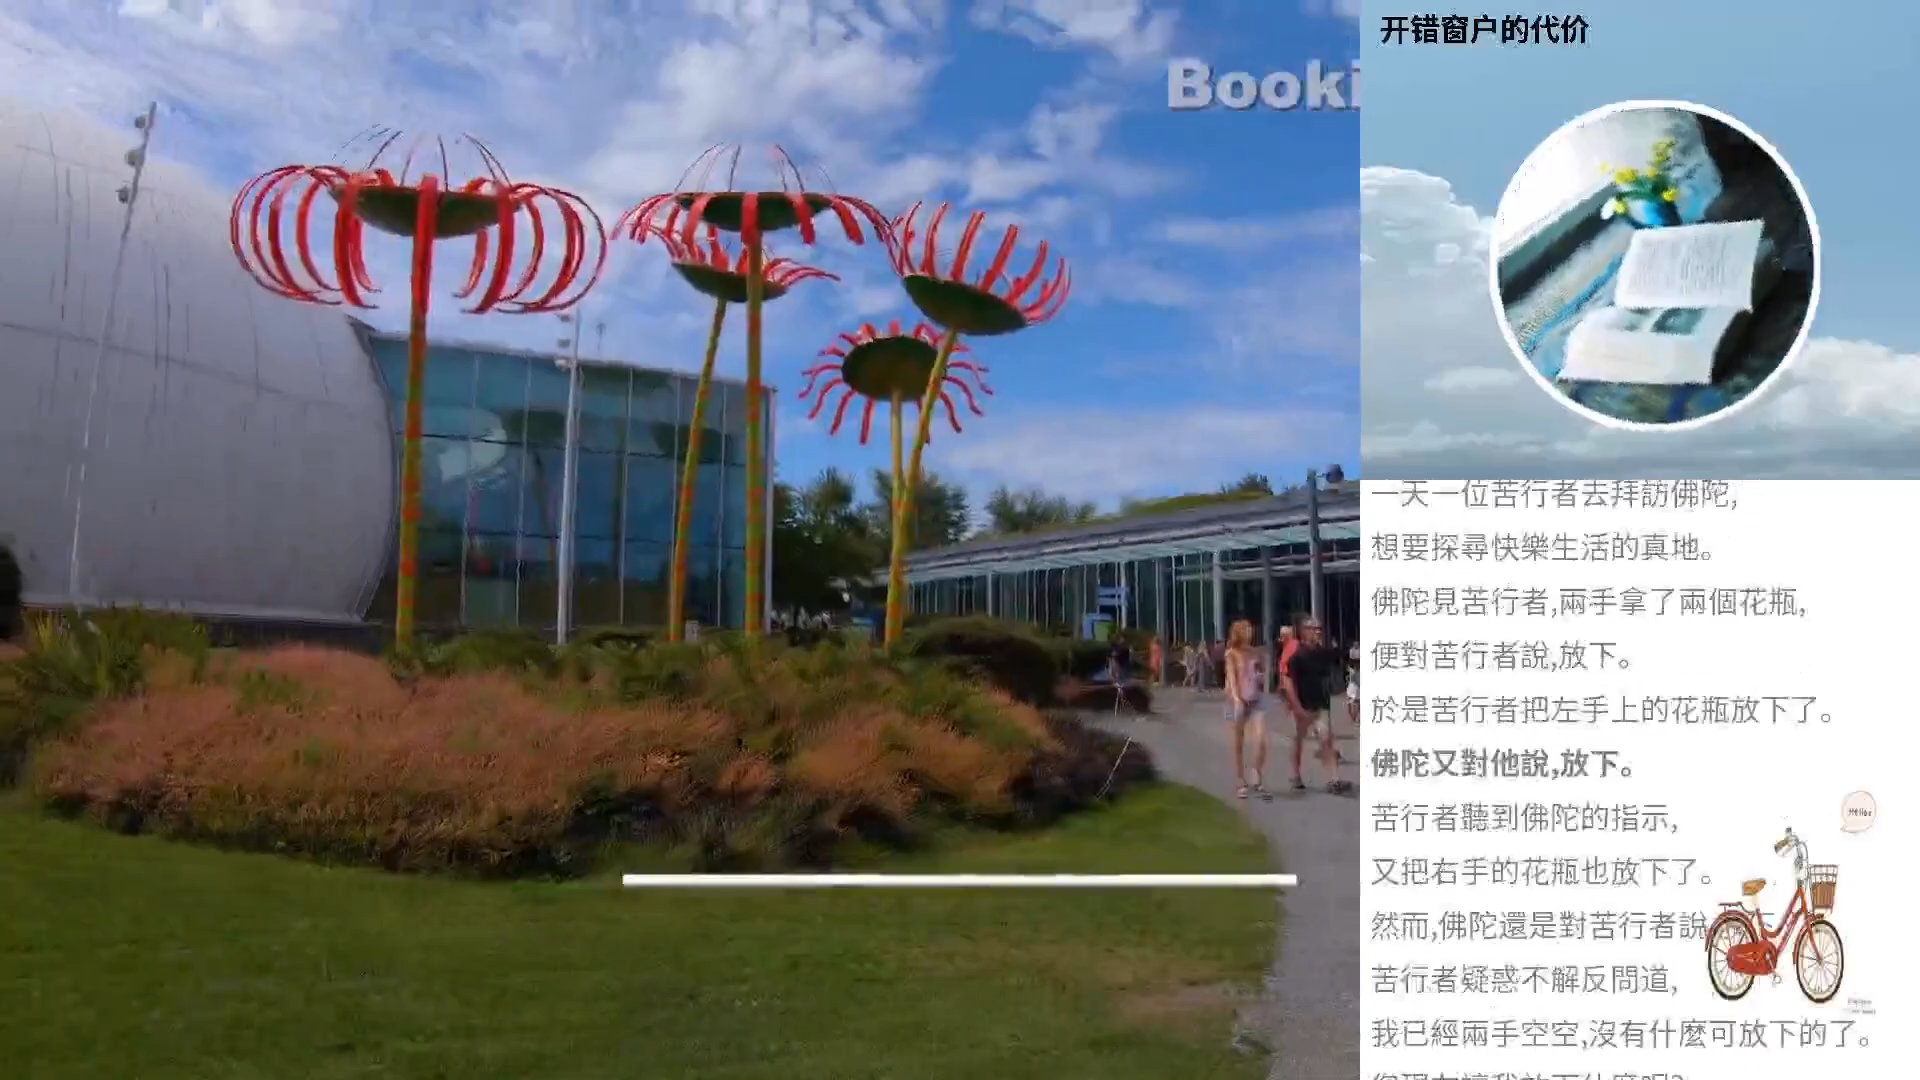 Booki
开错窗户的代价
一天一位苦行者去拜訪佛陀,
想要探尋快樂生活的真地。
佛陀見苦行者,兩手拿了兩個花瓶,
便對苦行者說,放下。
於是苦行者把左手上的花瓶放下了。
佛陀又對他說,放下。
苦行者聽到佛陀的指示,
又把右手的花瓶也放下了。
然而,佛陀還是對苦行者說
苦行者疑惑不解反問道,
我已經兩手空空,沒有什麼可放下的了。
Hello